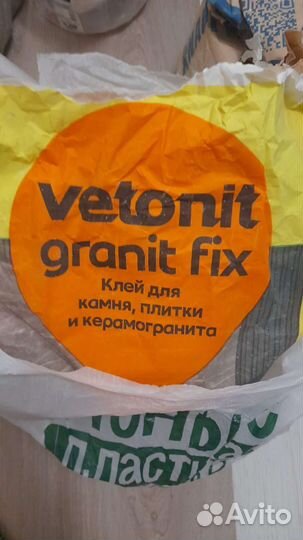 vetonit
granit fix
Клей для
камня, плитки
и керамогранита
Avito